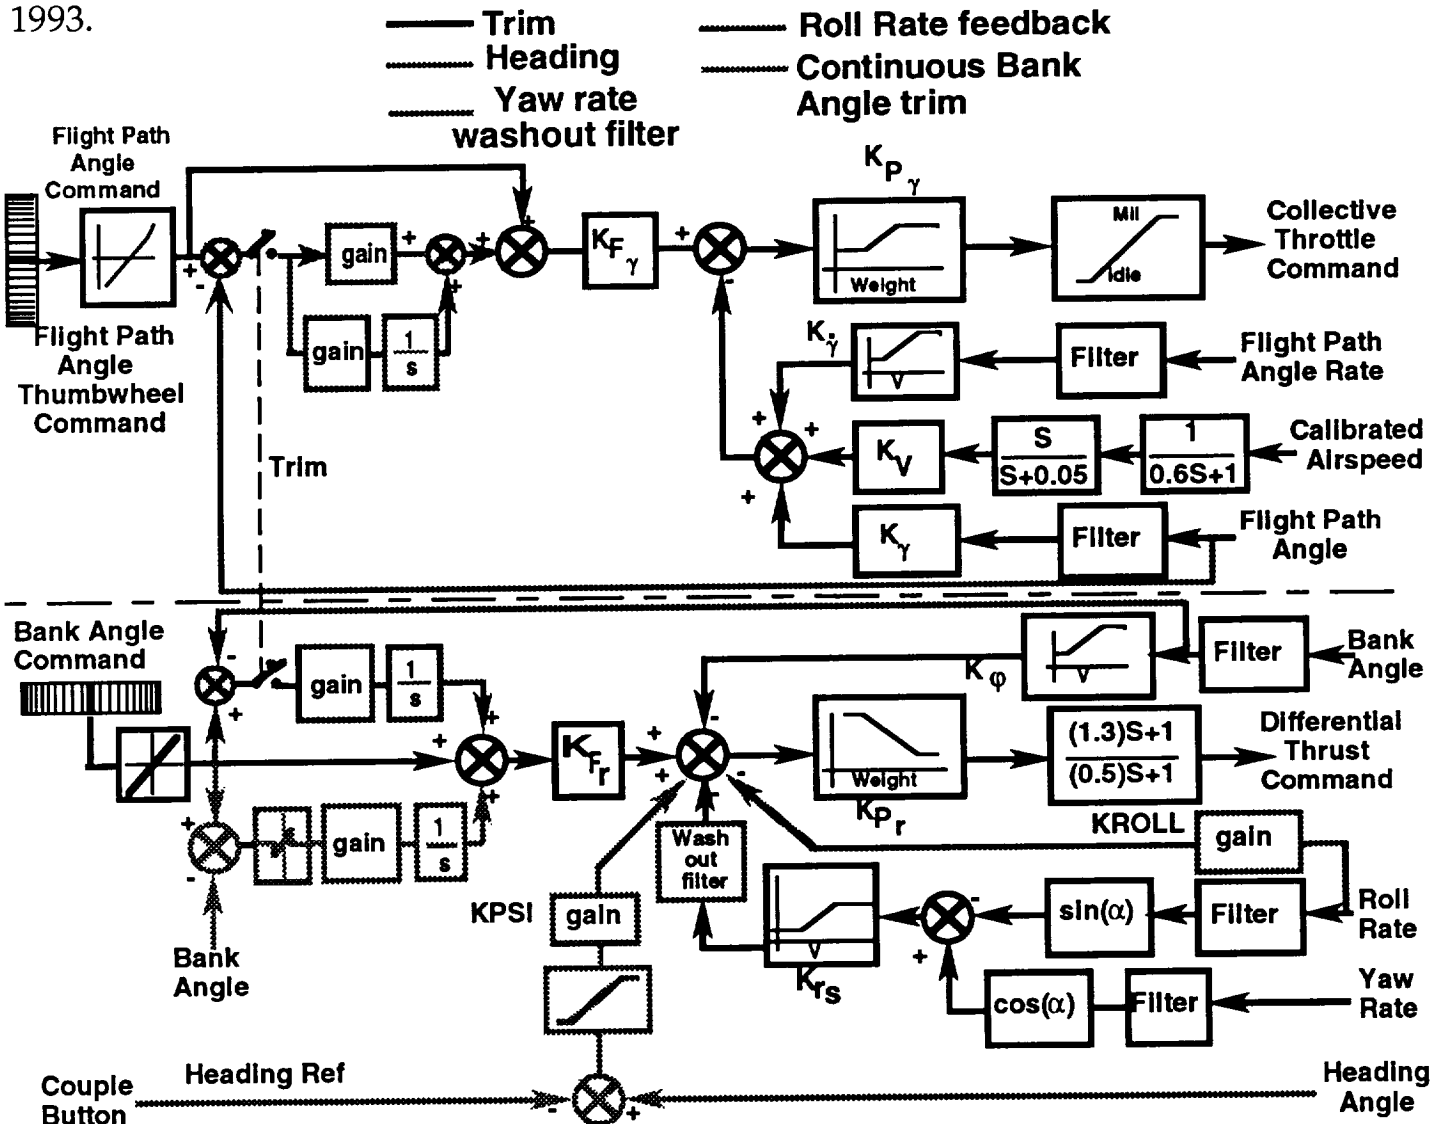 1993.
Trim
Heading
Yaw rate
washout filter
Roll Rate feedback
Continuous Bank
Angle trim
Flight Path
Angle
Command
Flight Path
Angle
Thumbwheel
Command
+
-
gain
+
gain
1
s
+
+
+
K F γ
+
-
K P γ
Weight
Mil
Idle
Collective
Throttle
Command
K γ̇
V
Filter
Flight Path
Angle Rate
+
+
+
K V
S
S+0.05
1
0.6S+1
Calibrated
Airspeed
K γ
Filter
Flight Path
Angle
Trim
Bank Angle
Command
-
+
gain
1
s
+
+
+
K F r
+
+
-
-
-
K φ
V
Filter
Bank
Angle
Weight
K P r
(1.3)S+1
(0.5)S+1
Differential
Thrust
Command
+
-
gain
1
s
Bank
Angle
Wash
out
filter
KROLL
gain
KPSI
gain
V
K rs
-
+
sin(α)
Filter
Roll
Rate
cos(α)
Filter
Yaw
Rate
Couple
Button
Heading Ref
-
+
Heading
Angle